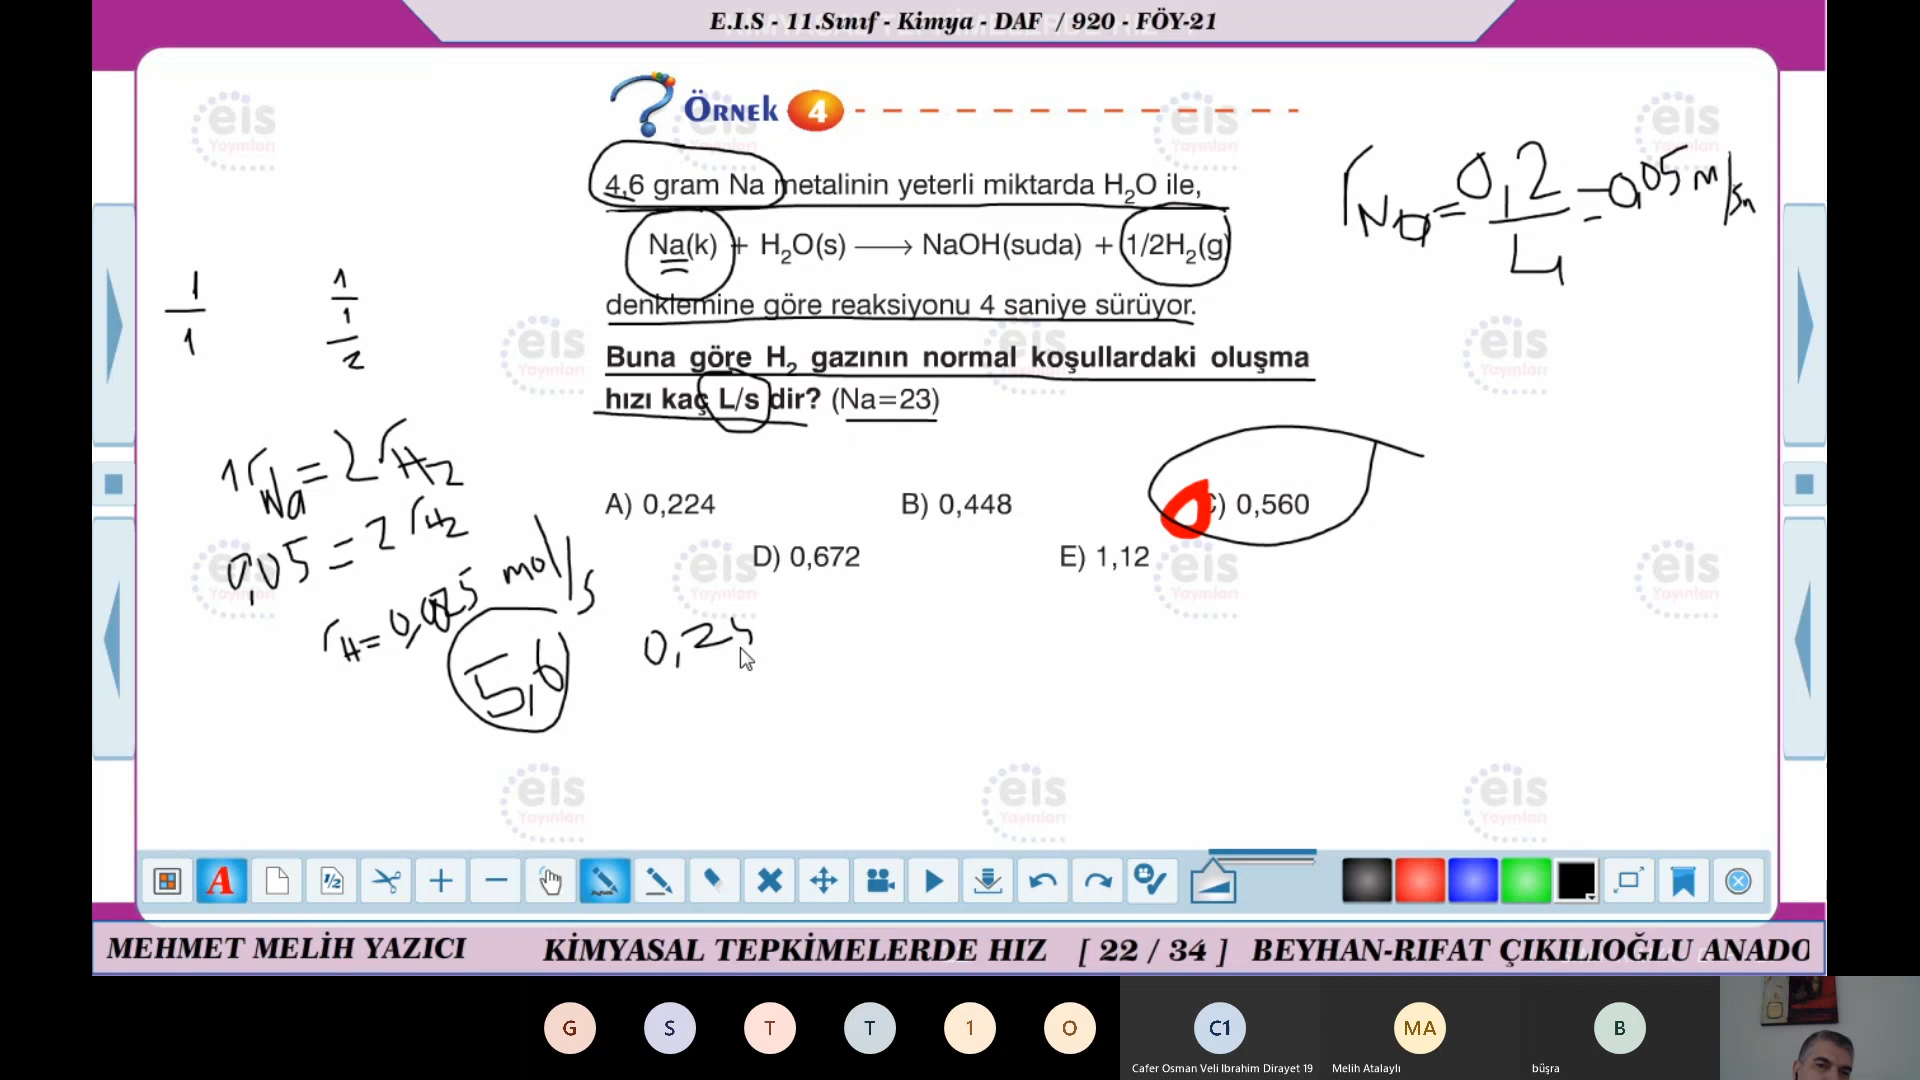 E.I.S - 11.Sınıf - Kimya - DAF / 920 - FÖY-21
ÖRNEK 4
4,6 gram Na metalinin yeterli miktarda H₂O ile,
Na(k) + H₂O(s) ⟶ NaOH(suda) + 1/2H₂(g)
denklemine göre reaksiyonu 4 saniye sürüyor.
Buna göre H₂ gazının normal koşullardaki oluşma
hızı kaç L/s dir? (Na=23)
A) 0,224 B) 0,448 C) 0,560
D) 0,672 E) 1,12
rNa = 0,2/4 = 0,05 m/sn
1/1
1/1/2
1rNa = 2rH2
0,05 = 2rH2
rH = 0,025 mol/s
5,6
0,25
eis Yayınları
A
1/2
MEHMET MELİH YAZICI KİMYASAL TEPKİMELERDE HIZ [ 22 / 34 ] BEYHAN-RIFAT ÇIKILIOĞLU ANADO
G S T T 1 O C1 MA B
Cafer Osman Veli Ibrahim Dirayet 19 Melih Atalaylı büşra